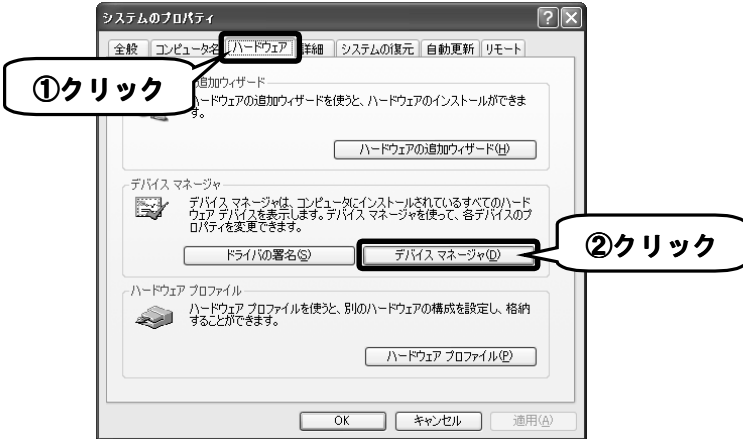 システムのプロパティ
全般 コンピュータ名 ハードウェア 詳細 システムの復元 自動更新 リモート
①クリック
追加ウィザード
ハードウェアの追加ウィザードを使うと、ハードウェアのインストールができま
す。
ハードウェアの追加ウィザード(H)
デバイス マネージャ
デバイス マネージャは、コンピュータにインストールされているすべてのハード
ウェア デバイスを表示します。デバイス マネージャを使って、各デバイスのプ
ロパティを変更できます。
ドライバの署名(S) デバイス マネージャ(D)
②クリック
ハードウェア プロファイル
ハードウェア プロファイルを使うと、別のハードウェアの構成を設定し、格納
することができます。
ハードウェア プロファイル(P)
OK キャンセル 適用(A)